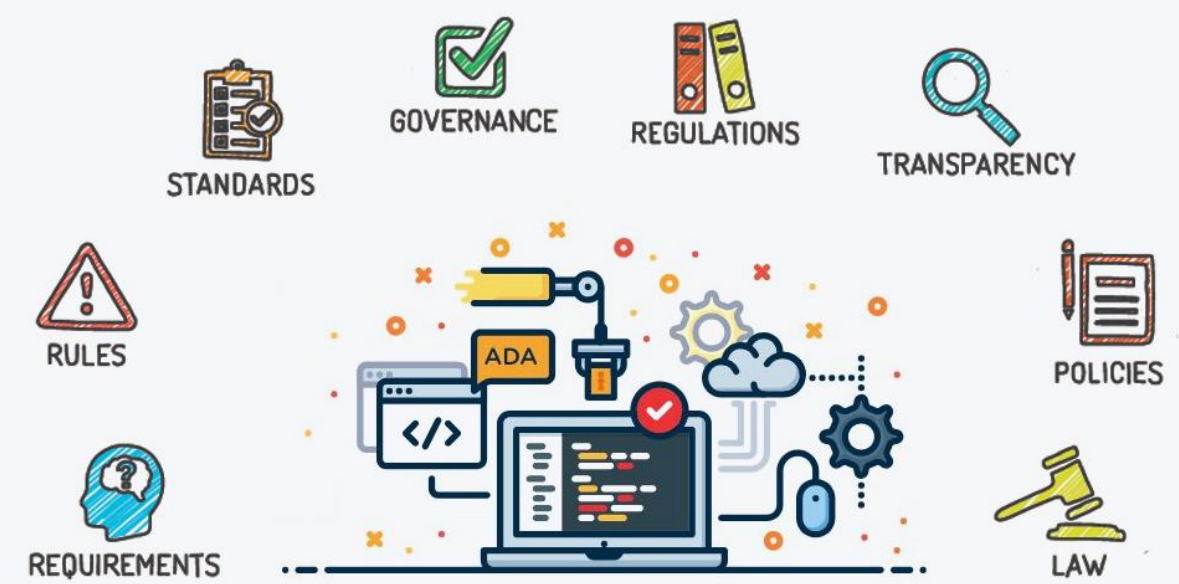 GOVERNANCE
REGULATIONS
TRANSPARENCY
STANDARDS
RULES
ADA
POLICIES
</>
REQUIREMENTS
LAW